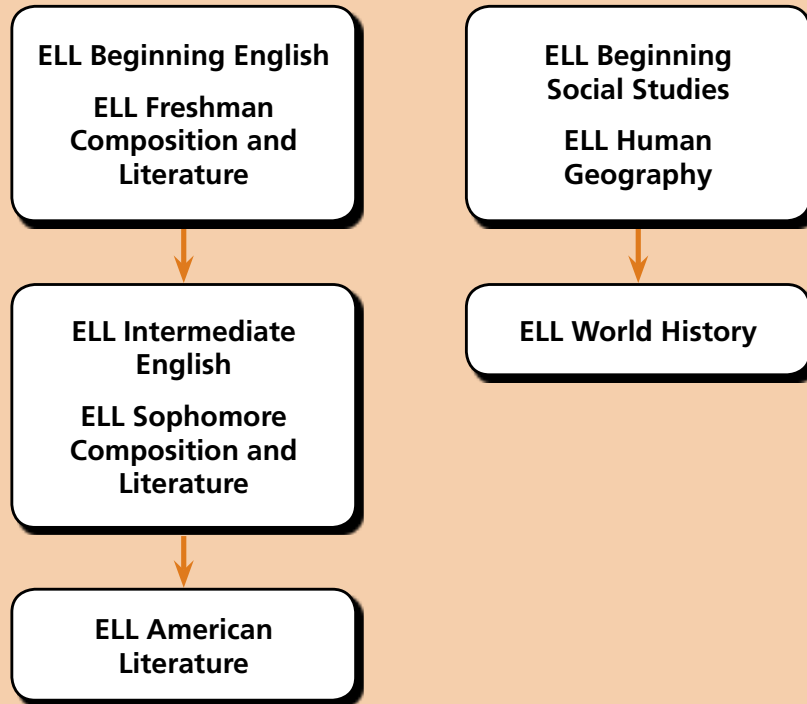 ELL Beginning English
ELL Freshman
Composition and
Literature
ELL Intermediate
English
ELL Sophomore
Composition and
Literature
ELL American
Literature
ELL Beginning
Social Studies
ELL Human
Geography
ELL World History